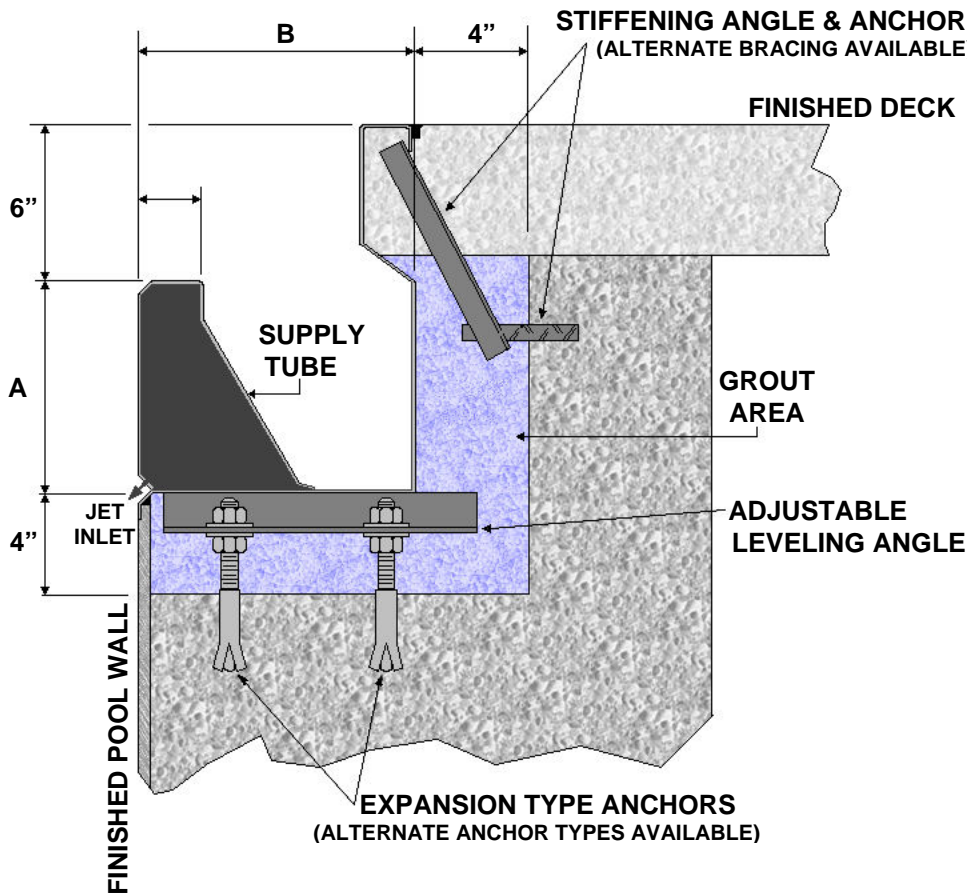 B
4”
STIFFENING ANGLE & ANCHOR
(ALTERNATE BRACING AVAILABLE
FINISHED DECK
6”
SUPPLY
TUBE
A
GROUT
AREA
JET
INLET
ADJUSTABLE
LEVELING ANGLE
4”
FINISHED POOL WALL
EXPANSION TYPE ANCHORS
(ALTERNATE ANCHOR TYPES AVAILABLE)